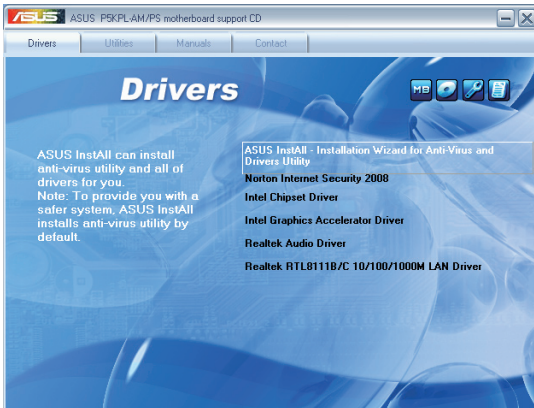 ASUS ASUS P5KPL-AM/PS motherboard support CD
Drivers Utilities Manuals Contact
Drivers
MB
ASUS InstAll can install
anti-virus utility and all of
drivers for you.
Note: To provide you with a
safer system, ASUS InstAll
installs anti-virus utility by
default.
ASUS InstAll - Installation Wizard for Anti-Virus and
Drivers Utility
Norton Internet Security 2008
Intel Chipset Driver
Intel Graphics Accelerator Driver
Realtek Audio Driver
Realtek RTL8111B/C 10/100/1000M LAN Driver